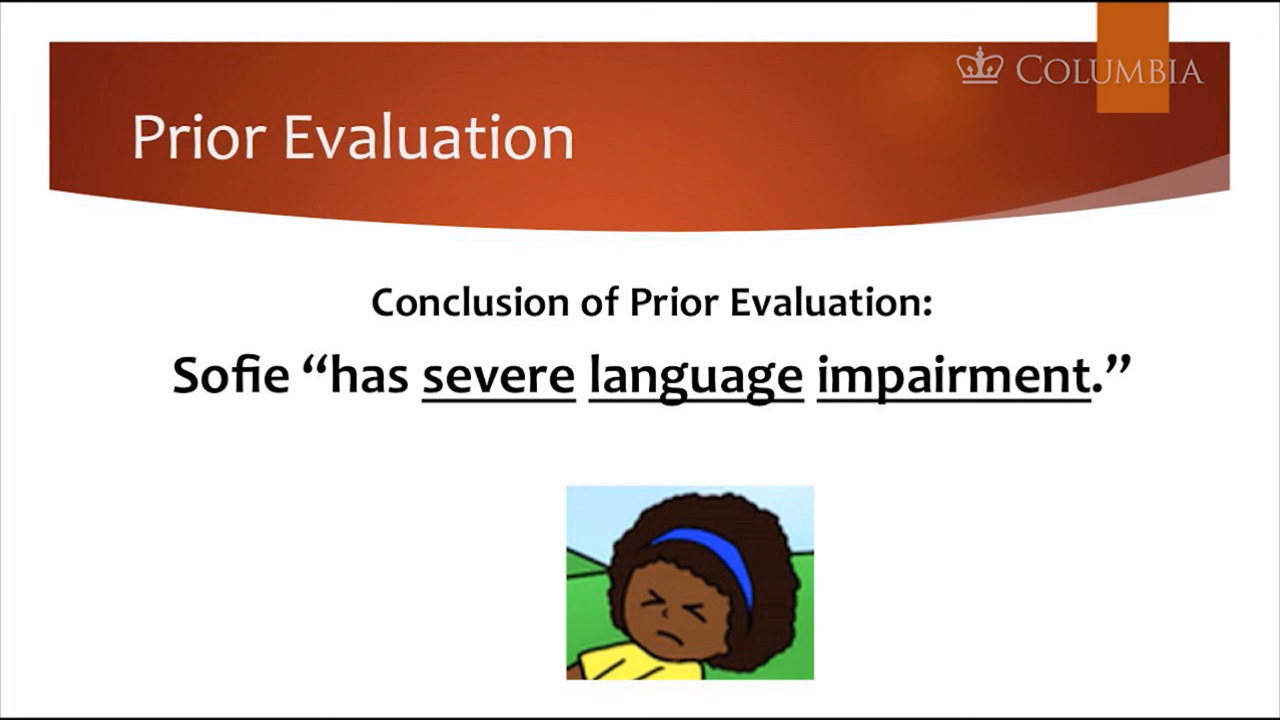 COLUMBIA
Prior Evaluation
Conclusion of Prior Evaluation:
Sofie “has severe language impairment.”